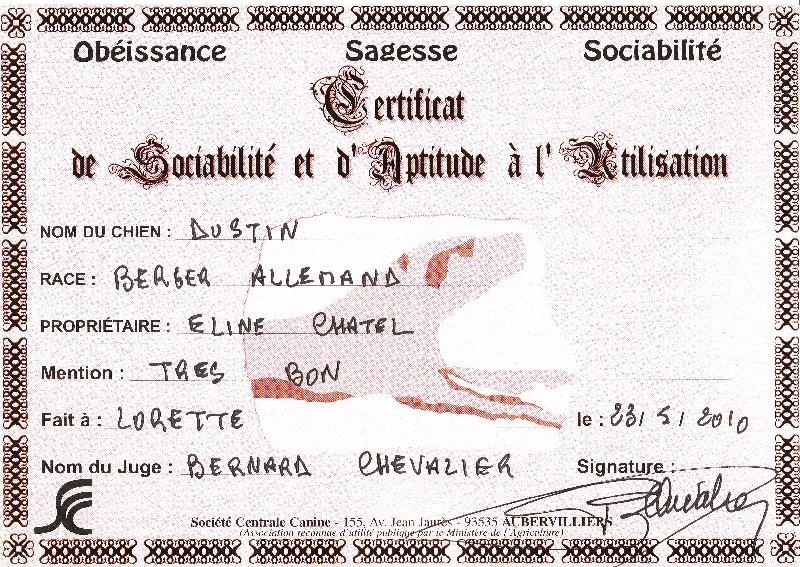 Obéissance Sagesse Sociabilité
Certificat
de Sociabilité et d'Aptitude à l'Utilisation
NOM DU CHIEN : DUSTIN
RACE : BERGER ALLEMAND
PROPRIÉTAIRE : ELINE CHATEL
Mention : TRES BON
Fait à : LORETTE le : 23/5/2010
Nom du Juge : BERNARD CHEVALIER Signature :
Société Centrale Canine - 155, Av. Jean Jaurès - 93535 AUBERVILLIERS
(Association reconnue d'utilité publique par le Ministère de l'Agriculture)